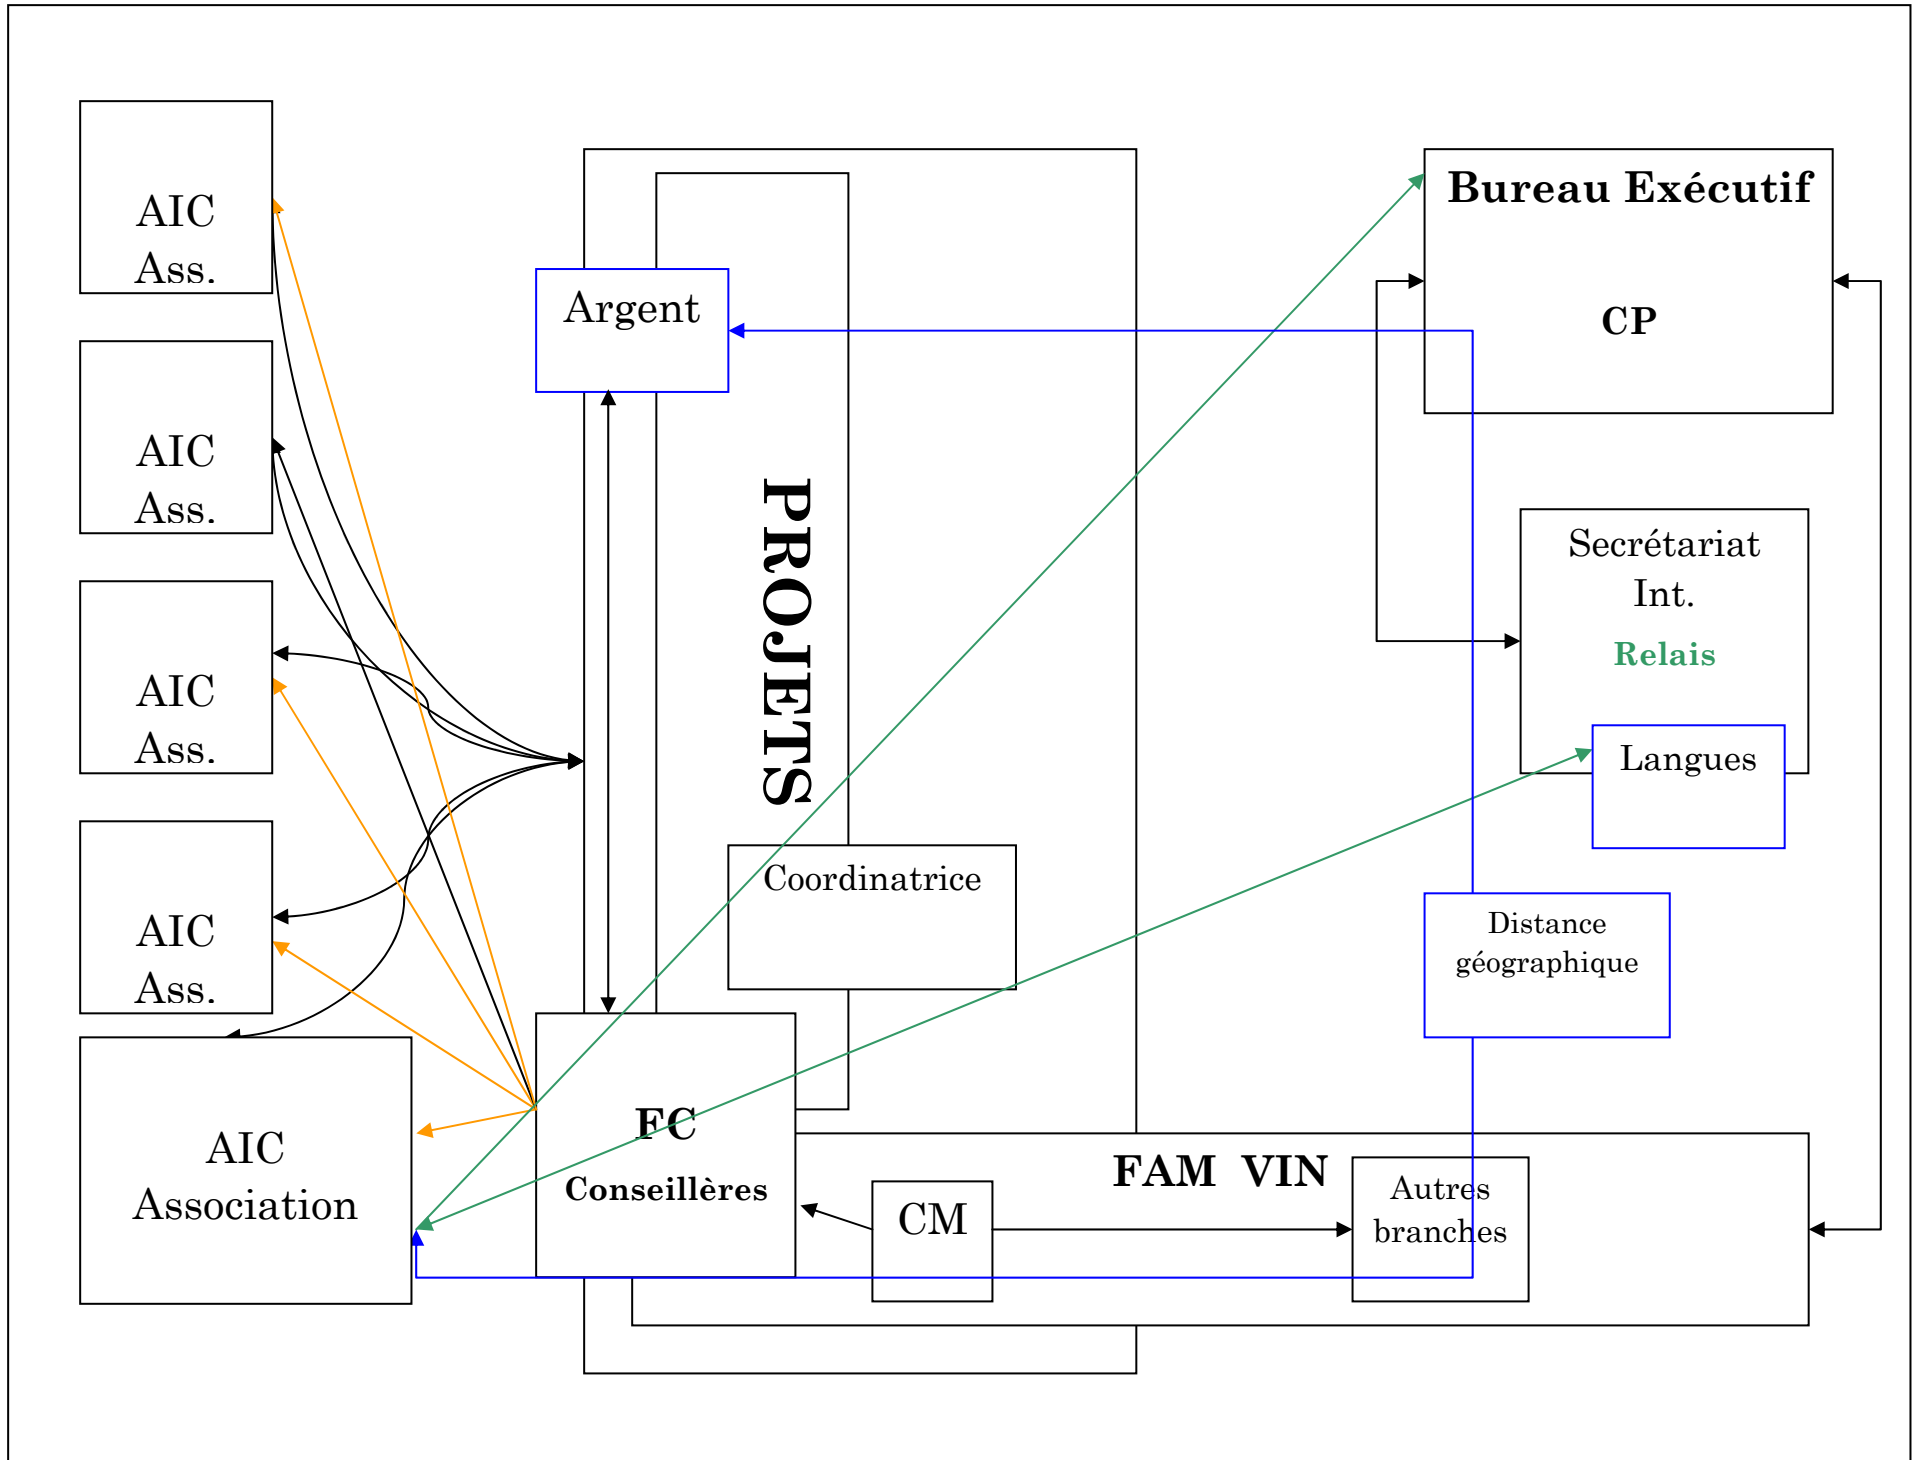 AIC
Ass.
AIC
Ass.
AIC
Ass.
AIC
Ass.
AIC
Association
Argent
PROJETS
Coordinatrice
FC
Conseillères
Bureau Exécutif
CP
Secrétariat
Int.
Relais
Langues
Distance
géographique
FAM VIN
CM
Autres
branches